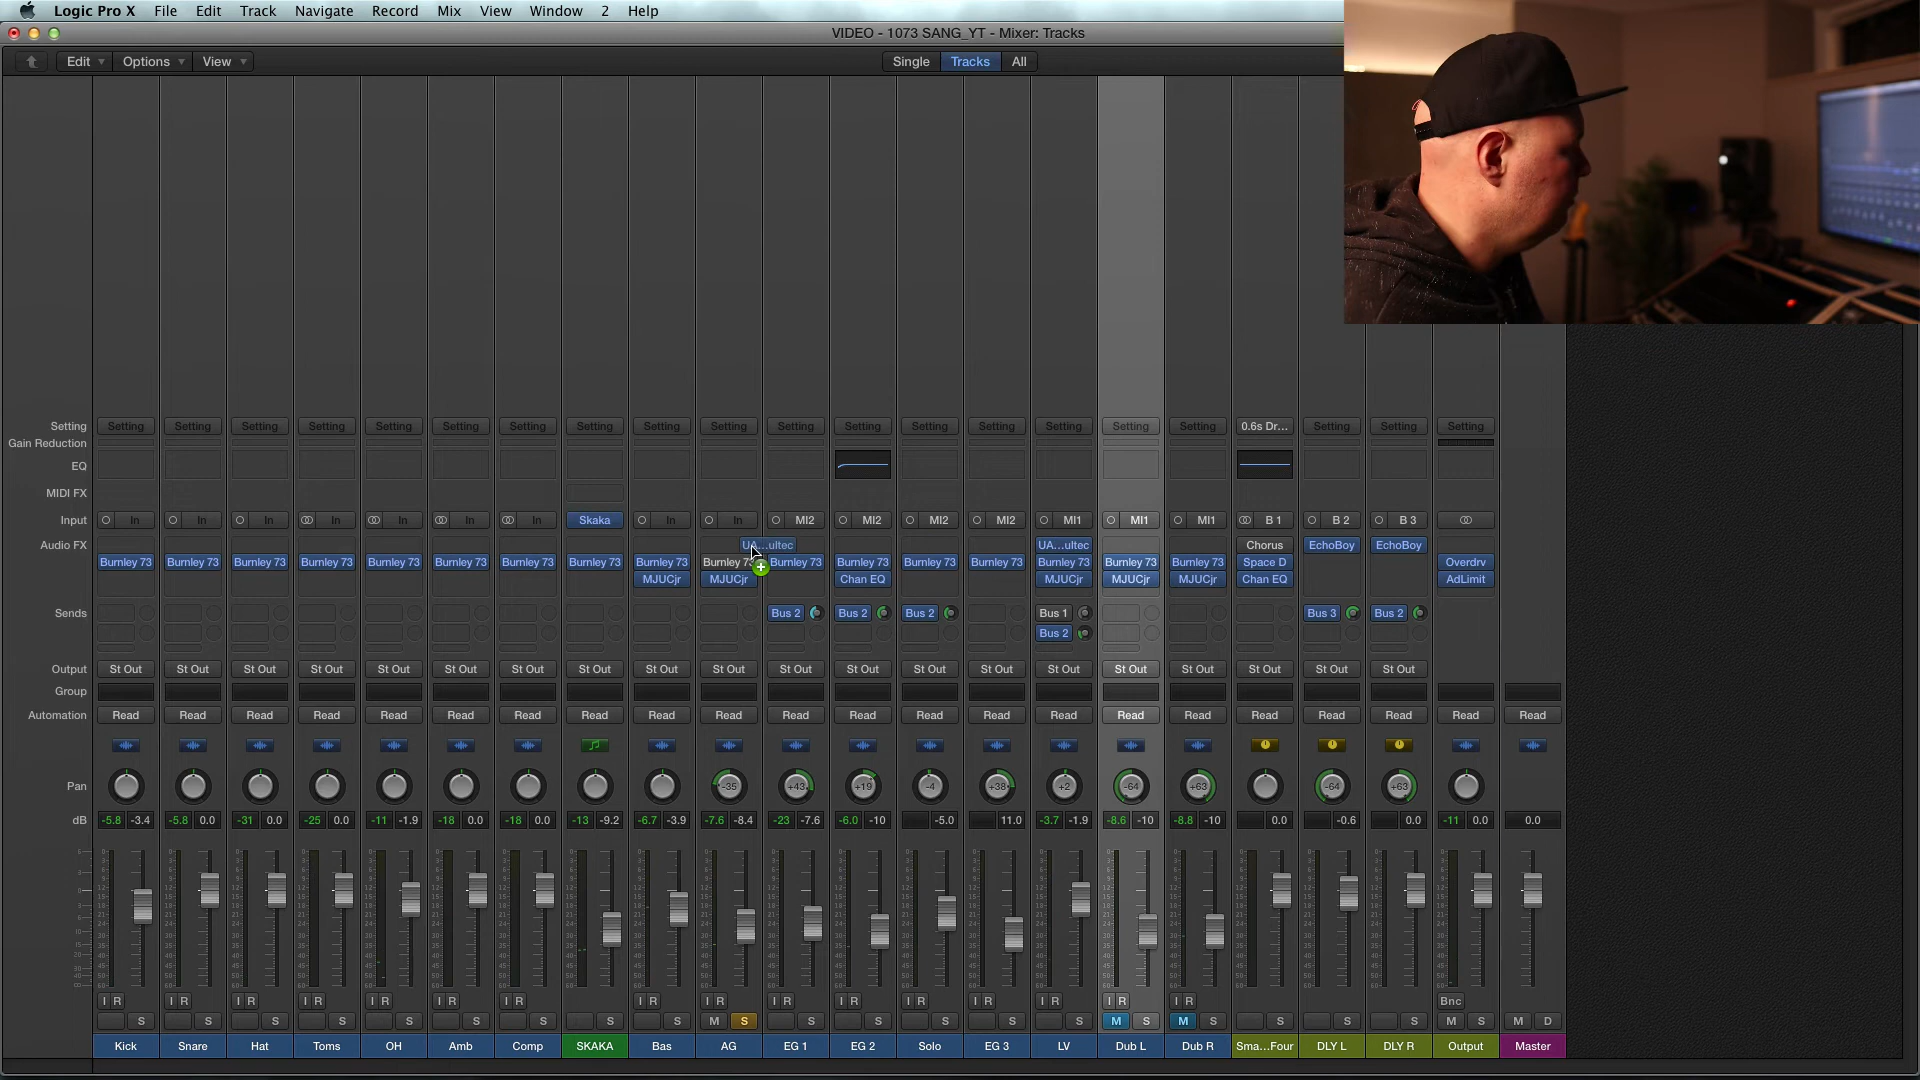 Logic Pro X File Edit Track Navigate Record Mix View Window 2 Help
VIDEO - 1073 SANG_YT - Mixer: Tracks
Edit Options View Single Tracks All
Setting Setting Setting Setting Setting Setting Setting Setting Setting Setting Setting Setting Setting Setting Setting Setting Setting Setting 0.6s Dr... Setting Setting Setting
Gain Reduction
EQ
MIDI FX
Input In In In In In In In Skaka In In MI2 MI2 MI2 MI2 MI1 MI1 MI1 B 1 B 2 B 3
Audio FX UA...ultec UA...ultec Chorus EchoBoy EchoBoy
Burnley 73 Burnley 73 Burnley 73 Burnley 73 Burnley 73 Burnley 73 Burnley 73 Burnley 73 Burnley 73 Burnley 73 Burnley 73 Burnley 73 Burnley 73 Burnley 73 Burnley 73 Burnley 73 Burnley 73 Space D Overdrv
MJUCjr MJUCjr Chan EQ MJUCjr MJUCjr MJUCjr Chan EQ AdLimit
Sends Bus 2 Bus 2 Bus 2 Bus 1 Bus 3 Bus 2
Bus 2
Output St Out St Out St Out St Out St Out St Out St Out St Out St Out St Out St Out St Out St Out St Out St Out St Out St Out St Out St Out St Out
Group
Automation Read Read Read Read Read Read Read Read Read Read Read Read Read Read Read Read Read Read Read Read Read Read
Pan -35 +43 +19 -4 +38 +2 -64 +63 -64 +63
dB -5.8 -3.4 -5.8 0.0 -31 0.0 -25 0.0 -11 -1.9 -18 0.0 -18 0.0 -13 -9.2 -6.7 -3.9 -7.6 -8.4 -23 -7.6 -6.0 -10 -5.0 11.0 -3.7 -1.9 -8.6 -10 -8.8 -10 0.0 -0.6 0.0 -11 0.0 0.0
I R I R I R I R I R I R I R I R I R I R I R I R I R I R I R I R Bnc
S S S S S S S S S M S S S S S S M S M S S S S M S M D
Kick Snare Hat Toms OH Amb Comp SKAKA Bas AG EG 1 EG 2 Solo EG 3 LV Dub L Dub R Sma...Four DLY L DLY R Output Master